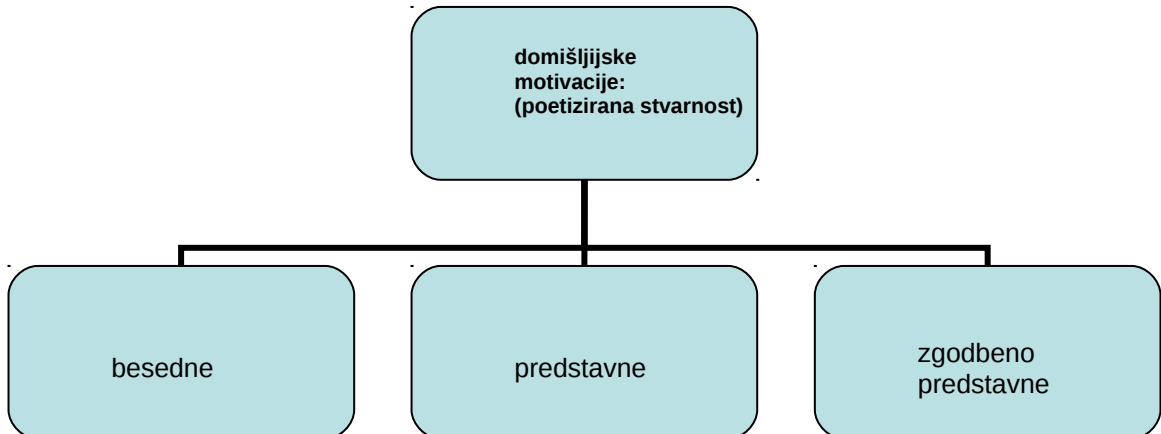 domišljijske
motivacije:
(poetizirana stvarnost)
besedne
predstavne
zgodbeno
predstavne